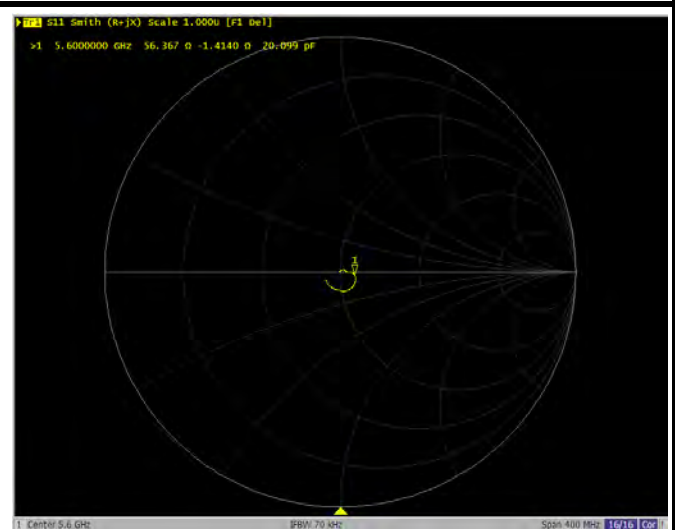 Tr1 S11 Smith (R+jX) Scale 1.000U [F1 Del]
>1 5.6000000 GHz 56.367 Ω -1.4140 Ω 20.099 pF
1
1 Center 5.6 GHz IFBW 70 kHz Span 400 MHz 16/16 Cor !